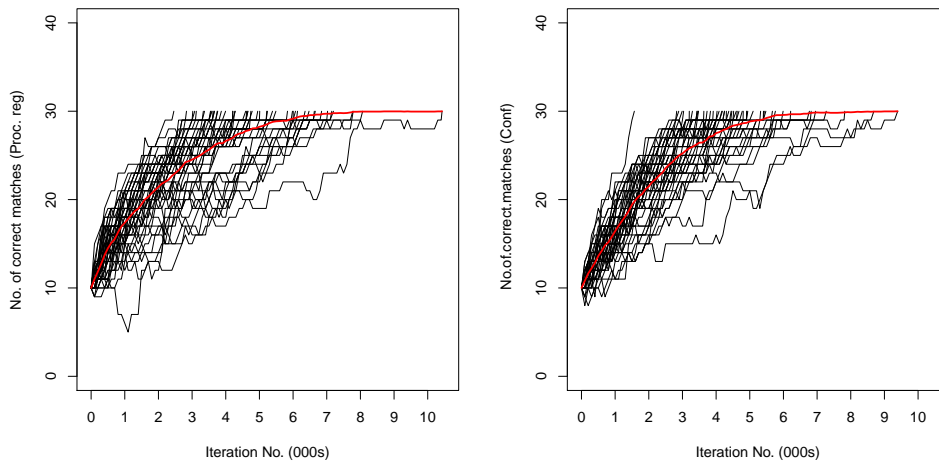 No. of correct matches (Proc. reg)
40
30
20
10
0
0 1 2 3 4 5 6 7 8 9 10
Iteration No. (000s)
No.of.correct.matches (Conf)
40
30
20
10
0
0 1 2 3 4 5 6 7 8 9 10
Iteration No. (000s)